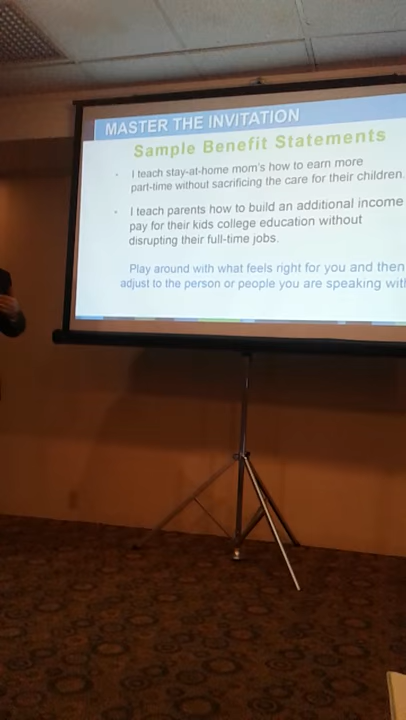 MASTER THE INVITATION
Sample Benefit Statements
· I teach stay-at-home mom's how to earn more
part-time without sacrificing the care for their children.
· I teach parents how to build an additional income
pay for their kids college education without
disrupting their full-time jobs.
Play around with what feels right for you and then
adjust to the person or people you are speaking with